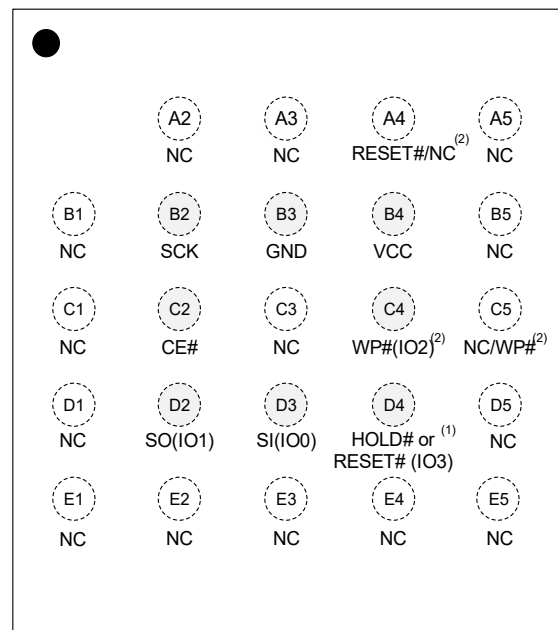 A2 A3 A4 A5
NC NC RESET#/NC(2) NC
B1 B2 B3 B4 B5
NC SCK GND VCC NC
C1 C2 C3 C4 C5
NC CE# NC WP#(IO2)(2) NC/WP#(2)
D1 D2 D3 D4 D5
NC SO(IO1) SI(IO0) HOLD# or (1) NC
RESET# (IO3)
E1 E2 E3 E4 E5
NC NC NC NC NC